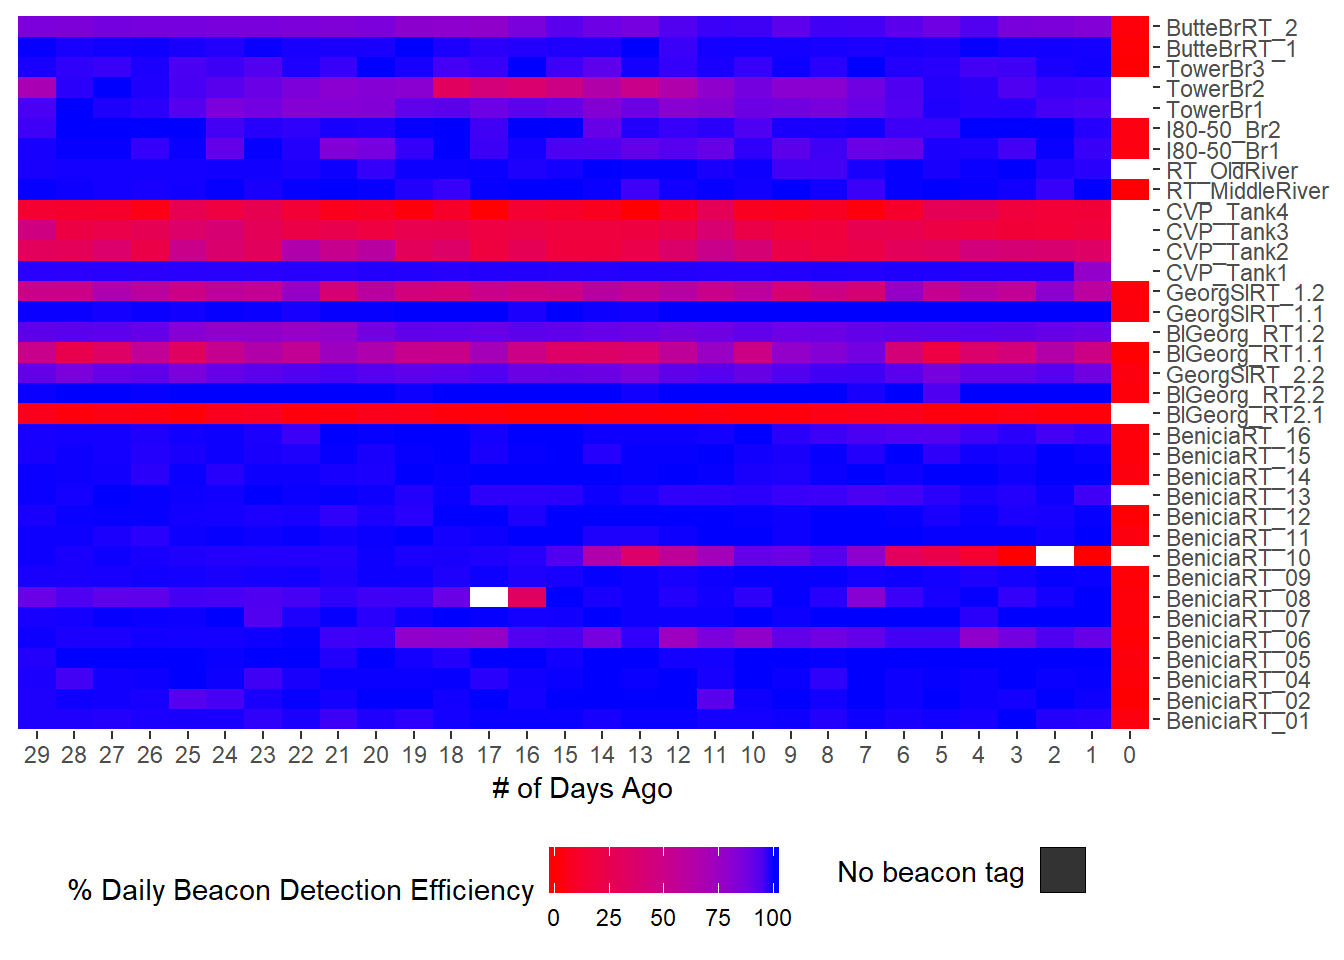 ButteBrRT_2
ButteBrRT_1
TowerBr3
TowerBr2
TowerBr1
I80-50_Br2
I80-50_Br1
RT_OldRiver
RT_MiddleRiver
CVP_Tank4
CVP_Tank3
CVP_Tank2
CVP_Tank1
GeorgSlRT_1.2
GeorgSlRT_1.1
BlGeorg_RT1.2
BlGeorg_RT1.1
GeorgSlRT_2.2
BlGeorg_RT2.2
BlGeorg_RT2.1
BeniciaRT_16
BeniciaRT_15
BeniciaRT_14
BeniciaRT_13
BeniciaRT_12
BeniciaRT_11
BeniciaRT_10
BeniciaRT_09
BeniciaRT_08
BeniciaRT_07
BeniciaRT_06
BeniciaRT_05
BeniciaRT_04
BeniciaRT_02
BeniciaRT_01
29 28 27 26 25 24 23 22 21 20 19 18 17 16 15 14 13 12 11 10 9 8 7 6 5 4 3 2 1 0
# of Days Ago
% Daily Beacon Detection Efficiency
0 25 50 75 100
No beacon tag